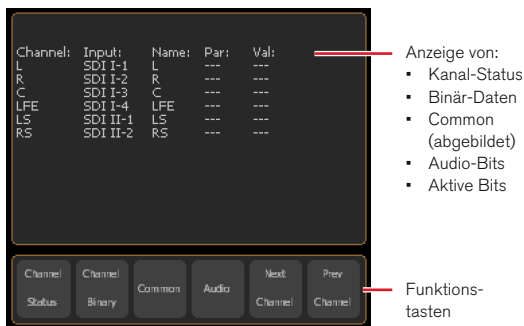 Channel: Input: Name: Par: Val:
L SDI I-1 L --- ---
R SDI I-2 R --- ---
C SDI I-3 C --- ---
LFE SDI I-4 LFE --- ---
LS SDI II-1 LS --- ---
RS SDI II-2 RS --- ---
Anzeige von:
▪ Kanal-Status
▪ Binär-Daten
▪ Common
(abgebildet)
▪ Audio-Bits
▪ Aktive Bits
Channel Status
Channel Binary
Common
Audio
Next Channel
Prev Channel
Funktions-
tasten